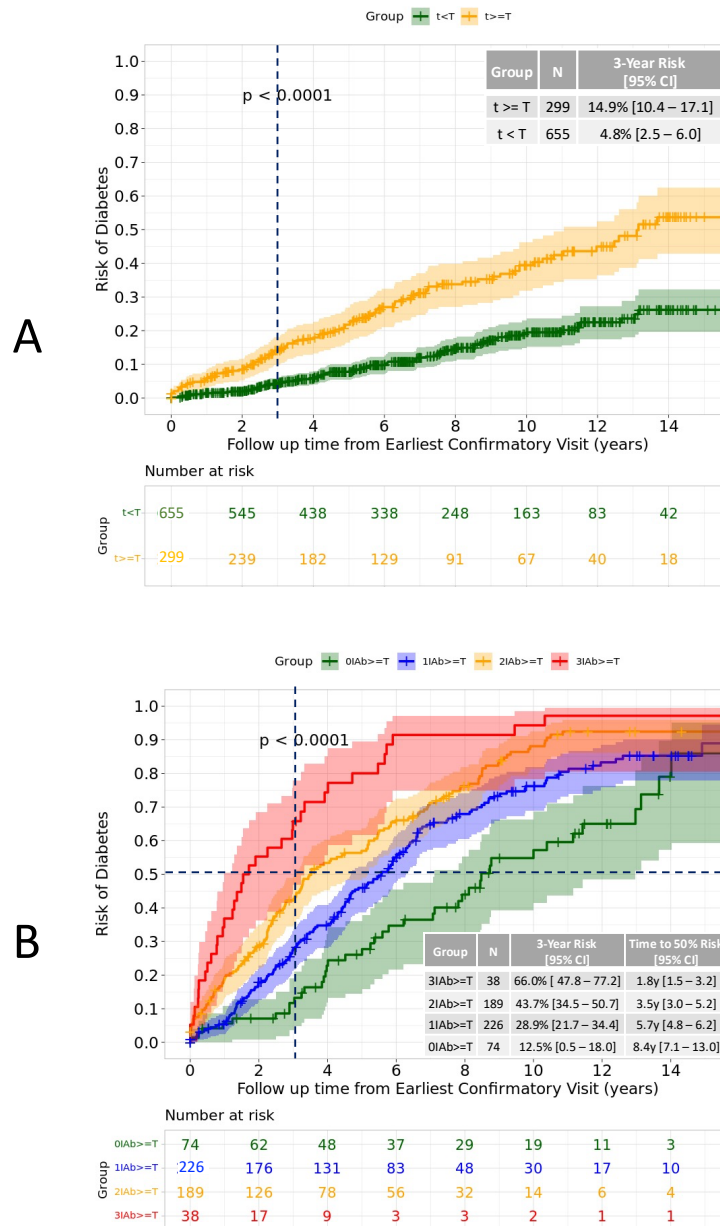 Group t<T t>=T
1.0
0.9
0.8
0.7
0.6
0.5
0.4
0.3
0.2
0.1
0.0
Risk of Diabetes
p < 0.0001
Group N 3-Year Risk [95% CI]
t >= T 299 14.9% [10.4 – 17.1]
t < T 655 4.8% [2.5 – 6.0]
A
0 2 4 6 8 10 12 14
Follow up time from Earliest Confirmatory Visit (years)
Number at risk
Group
t<T 655 545 438 338 248 163 83 42
t>=T 299 239 182 129 91 67 40 18
Group 0IAb>=T 1IAb>=T 2IAb>=T 3IAb>=T
1.0
0.9
0.8
0.7
0.6
0.5
0.4
0.3
0.2
0.1
0.0
Risk of Diabetes
p < 0.0001
B
Group N 3-Year Risk [95% CI] Time to 50% Risk [95% CI]
3IAb>=T 38 66.0% [ 47.8 – 77.2] 1.8y [1.5 – 3.2]
2IAb>=T 189 43.7% [34.5 – 50.7] 3.5y [3.0 – 5.2]
1IAb>=T 226 28.9% [21.7 – 34.4] 5.7y [4.8 – 6.2]
0IAb>=T 74 12.5% [0.5 – 18.0] 8.4y [7.1 – 13.0]
0 2 4 6 8 10 12 14
Follow up time from Earliest Confirmatory Visit (years)
Number at risk
Group
0IAb>=T 74 62 48 37 29 19 11 3
1IAb>=T 226 176 131 83 48 30 17 10
2IAb>=T 189 126 78 56 32 14 6 4
3IAb>=T 38 17 9 3 3 2 1 1